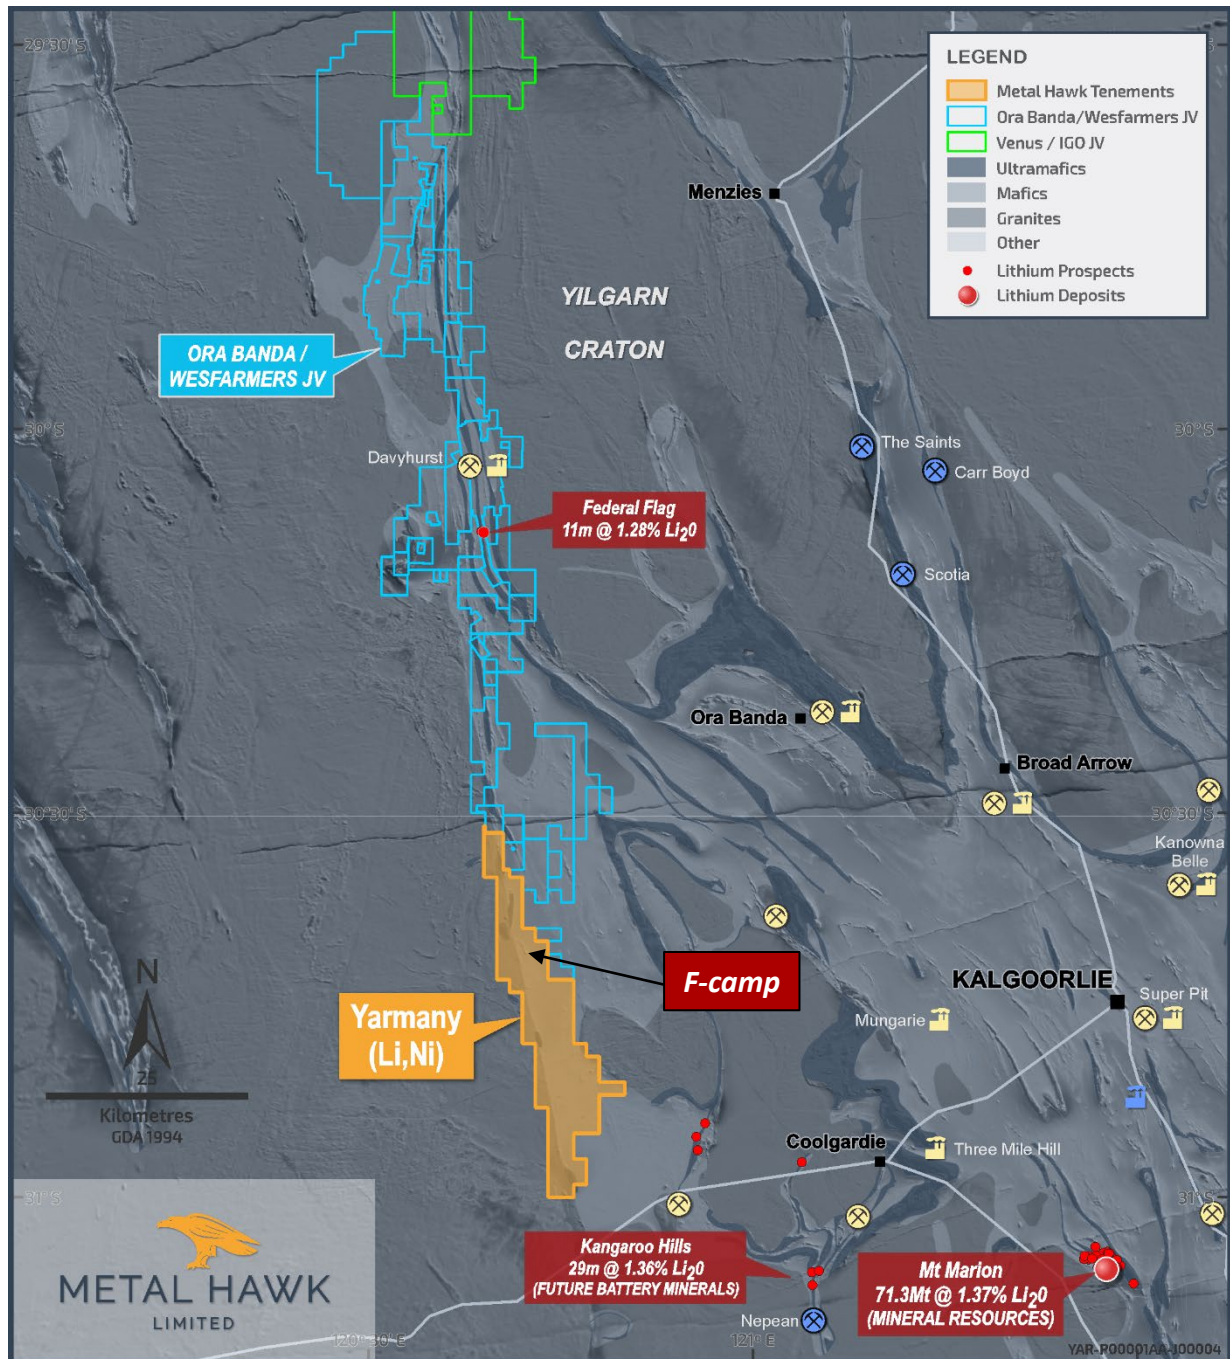 29°30' S
LEGEND
Metal Hawk Tenements
Ora Banda/Wesfarmers JV
Venus / IGO JV
Ultramafics
Mafics
Granites
Other
Lithium Prospects
Lithium Deposits
Menzies
YILGARN
CRATON
ORA BANDA /
WESFARMERS JV
30° S
30° S
The Saints
Davyhurst
Carr Boyd
Federal Flag
11m @ 1.28% Li20
Scotia
Ora Banda
Broad Arrow
30°30' S
30°30' S
Kanowna
Belle
F-camp
N
KALGOORLIE
Super Pit
Yarmany
(Li,Ni)
Mungarie
25
Kilometres
GDA 1994
Coolgardie
Three Mile Hill
31° S
31° S
METAL HAWK
LIMITED
Kangaroo Hills
29m @ 1.36% Li20
(FUTURE BATTERY MINERALS)
Mt Marion
71.3Mt @ 1.37% Li20
(MINERAL RESOURCES)
Nepean
120°30' E
121° E
YAR-P00001AA-J00004